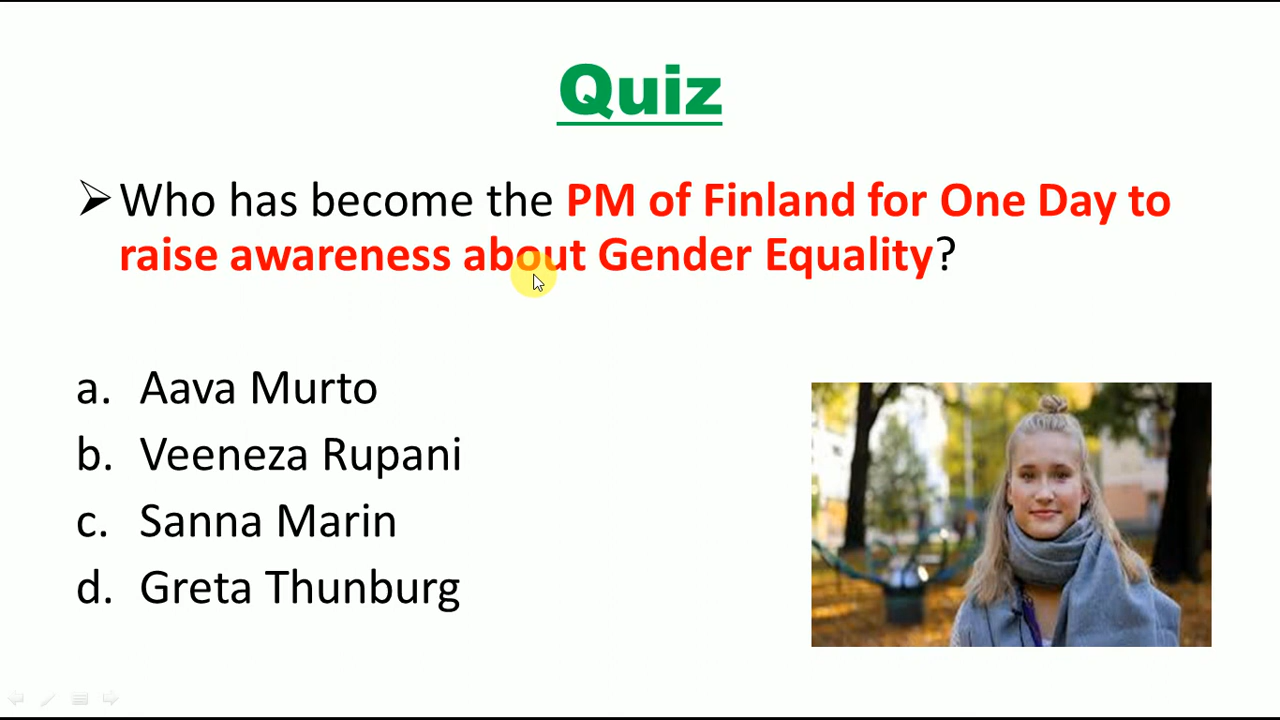 Quiz
Who has become the PM of Finland for One Day to
raise awareness about Gender Equality?
a. Aava Murto
b. Veeneza Rupani
c. Sanna Marin
d. Greta Thunburg